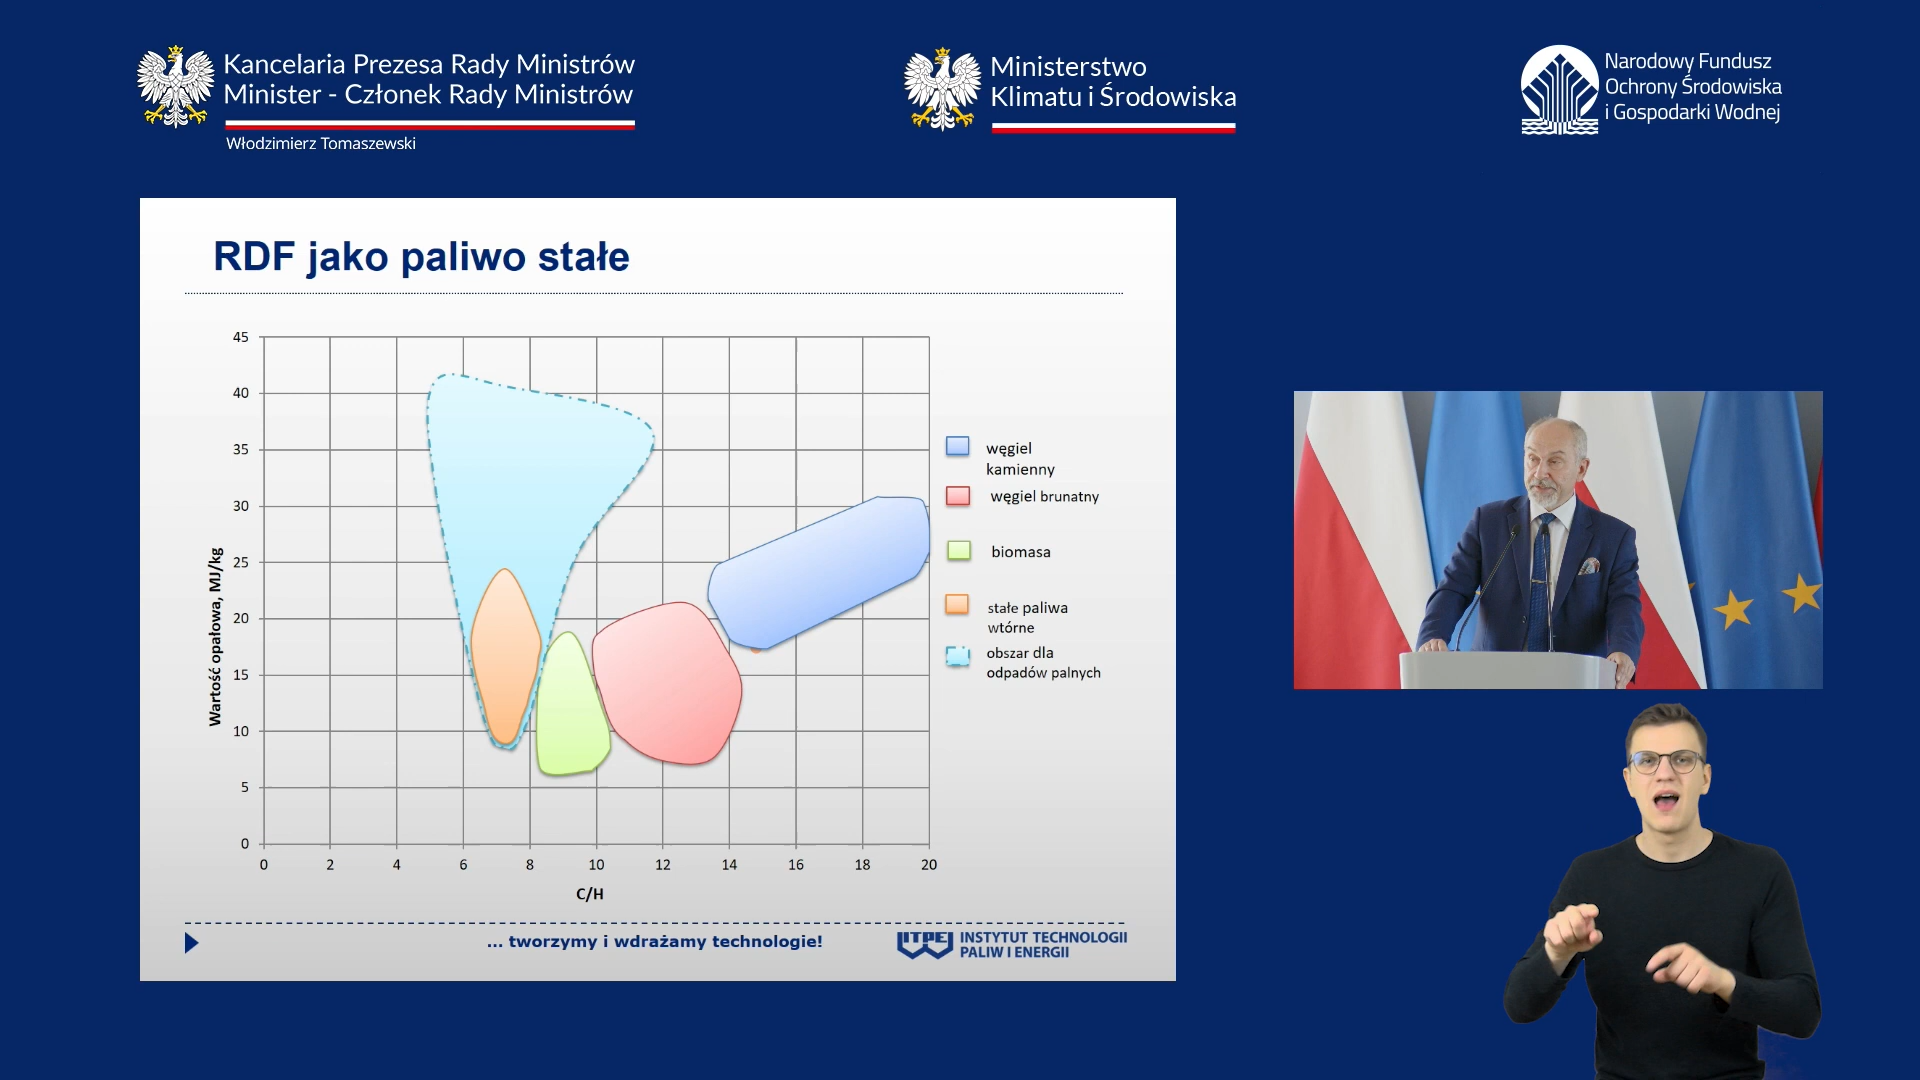 Kancelaria Prezesa Rady Ministrów
Minister - Członek Rady Ministrów
Włodzimierz Tomaszewski
Ministerstwo
Klimatu i Środowiska
Narodowy Fundusz
Ochrony Środowiska
i Gospodarki Wodnej
RDF jako paliwo stałe
45
40
35
30
25
20
15
10
5
0
Wartość opałowa, MJ/kg
0 2 4 6 8 10 12 14 16 18 20
C/H
węgiel
kamienny
węgiel brunatny
biomasa
stałe paliwa
wtórne
obszar dla
odpadów palnych
... tworzymy i wdrażamy technologie!
ITPE
INSTYTUT TECHNOLOGII
PALIW I ENERGII